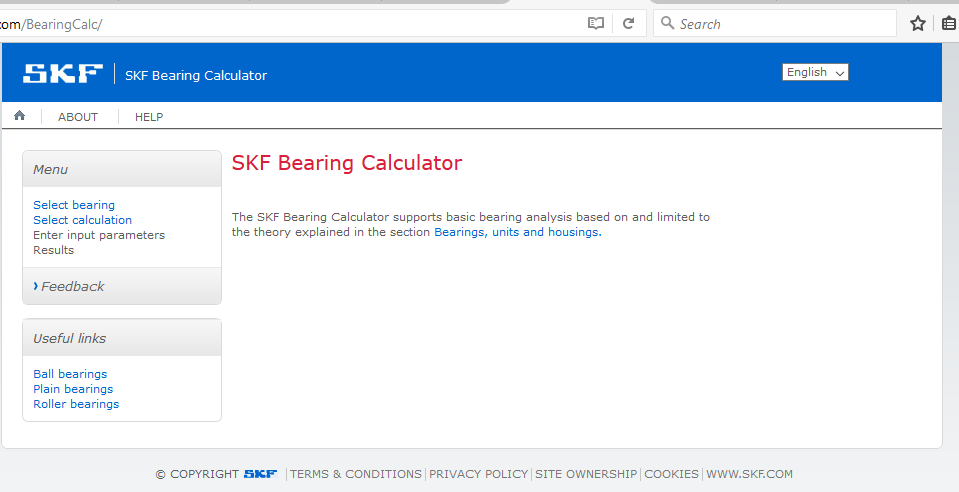 com/BearingCalc/
Search
SKF SKF Bearing Calculator
English
ABOUT HELP
Menu
Select bearing
Select calculation
Enter input parameters
Results
Feedback
Useful links
Ball bearings
Plain bearings
Roller bearings
SKF Bearing Calculator
The SKF Bearing Calculator supports basic bearing analysis based on and limited to
the theory explained in the section Bearings, units and housings.
© COPYRIGHT SKF | TERMS & CONDITIONS | PRIVACY POLICY | SITE OWNERSHIP | COOKIES | WWW.SKF.COM